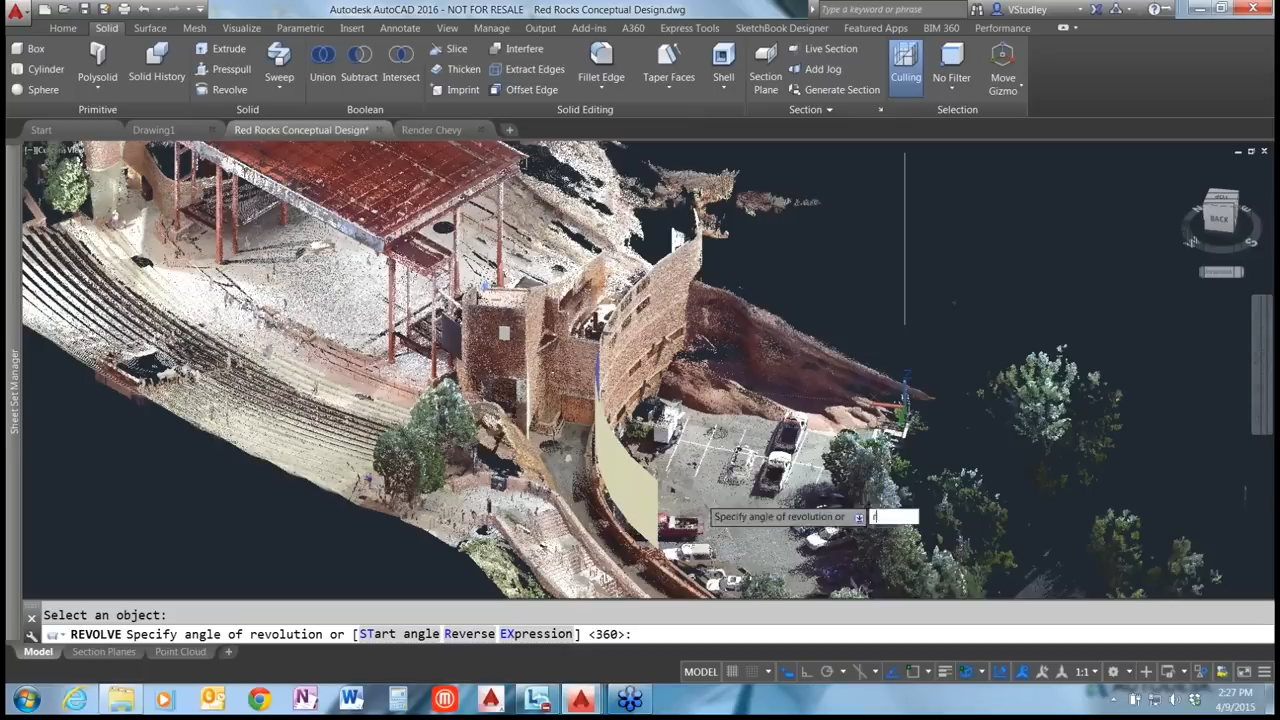 Autodesk AutoCAD 2016 - NOT FOR RESALE Red Rocks Conceptual Design.dwg
Type a keyword or phrase
VStudley
Home Solid Surface Mesh Visualize Parametric Insert Annotate View Manage Output Add-ins A360 Express Tools SketchBook Designer Featured Apps BIM 360 Performance
Box
Cylinder
Sphere
Polysolid
Solid History
Primitive
Extrude
Presspull
Revolve
Sweep
Solid
Union
Subtract
Intersect
Boolean
Slice
Thicken
Imprint
Interfere
Extract Edges
Offset Edge
Fillet Edge
Taper Faces
Shell
Solid Editing
Section Plane
Live Section
Add Jog
Generate Section
Section
Culling
No Filter
Move Gizmo
Selection
Start
Drawing1
Red Rocks Conceptual Design*
Render Chevy
BACK
Sheet Set Manager
Specify angle of revolution or
r
Select an object:
REVOLVE Specify angle of revolution or [STart angle Reverse EXpression] <360>:
Model Section Planes Point Cloud
MODEL
1:1
2:27 PM
4/9/2015